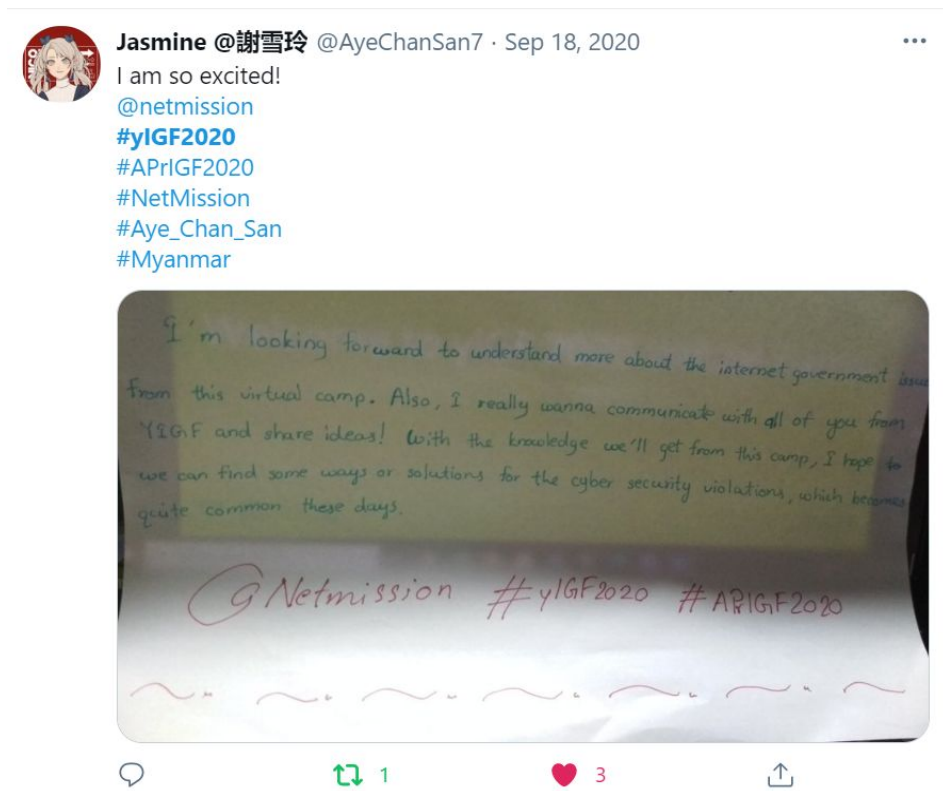 Jasmine @謝雪玲 @AyeChanSan7 · Sep 18, 2020
I am so excited!
@netmission
#yIGF2020
#APrIGF2020
#NetMission
#Aye_Chan_San
#Myanmar
I'm looking forward to understand more about the internet government issue
from this virtual camp. Also, I really wanna communicate with all of you from
YIGF and share ideas! With the knowledge we'll get from this camp, I hope to
we can find some ways or solutions for the cyber security violations, which becomes
quite common these days.
@Netmission #yIGF2020 #APrIGF2020
1 3